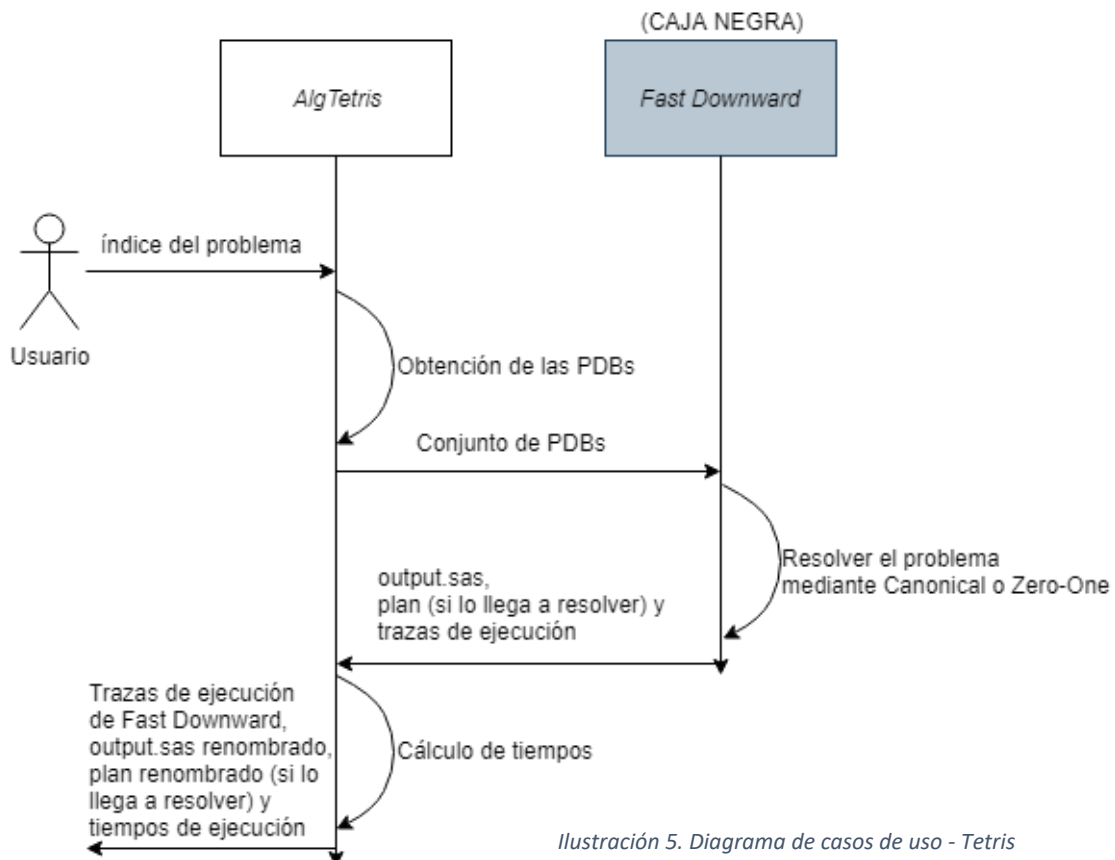 (CAJA NEGRA)
AlgTetris
Fast Downward
índice del problema
Usuario
Obtención de las PDBs
Conjunto de PDBs
Resolver el problema
mediante Canonical o Zero-One
output.sas,
plan (si lo llega a resolver) y
trazas de ejecución
Trazas de ejecución
de Fast Downward,
output.sas renombrado,
plan renombrado (si lo
llega a resolver) y
tiempos de ejecución
Cálculo de tiempos
Ilustración 5. Diagrama de casos de uso - Tetris